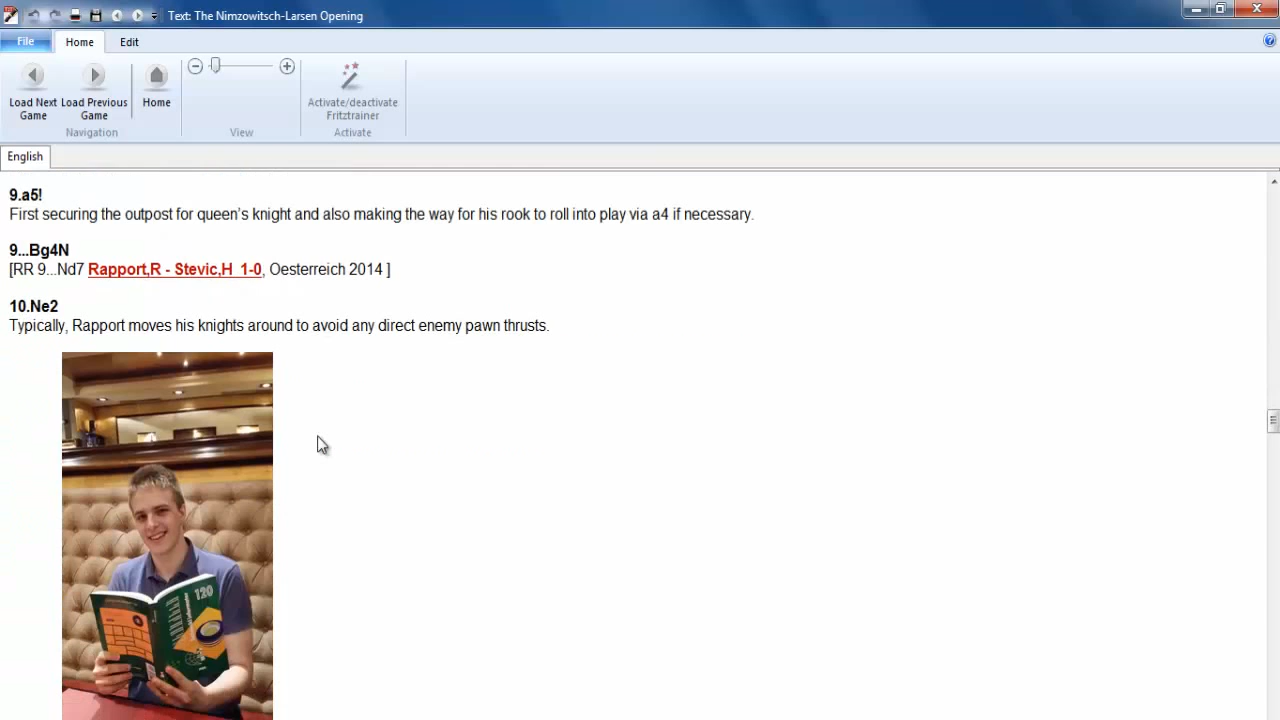 Text: The Nimzowitsch-Larsen Opening
File
Home
Edit
Load Next Game
Load Previous Game
Home
Activate/deactivate Fritztrainer
Navigation
View
Activate
English
9.a5!
First securing the outpost for queen's knight and also making the way for his rook to roll into play via a4 if necessary.
9...Bg4N
[RR 9...Nd7 Rapport,R - Stevic,H 1-0, Oesterreich 2014 ]
10.Ne2
Typically, Rapport moves his knights around to avoid any direct enemy pawn thrusts.
120